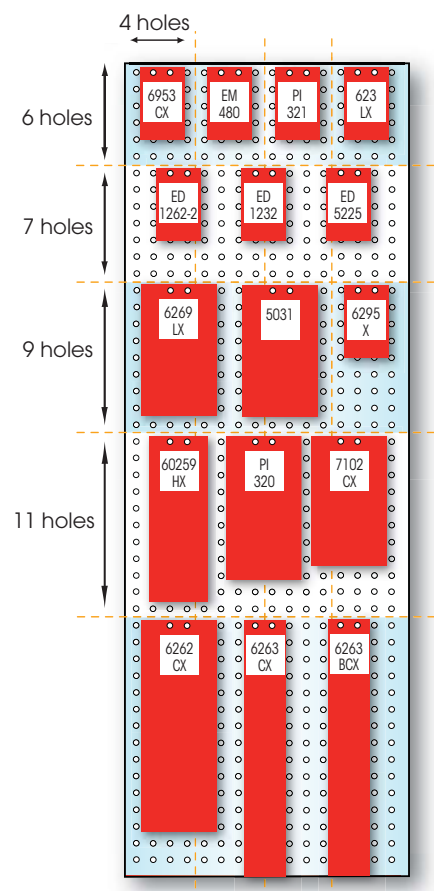 4 holes
6 holes
6953
CX
EM
480
PI
321
623
LX
7 holes
ED
1262-2
ED
1232
ED
5225
9 holes
6269
LX
5031
6295
X
11 holes
60259
HX
PI
320
7102
CX
6262
CX
6263
CX
6263
BCX